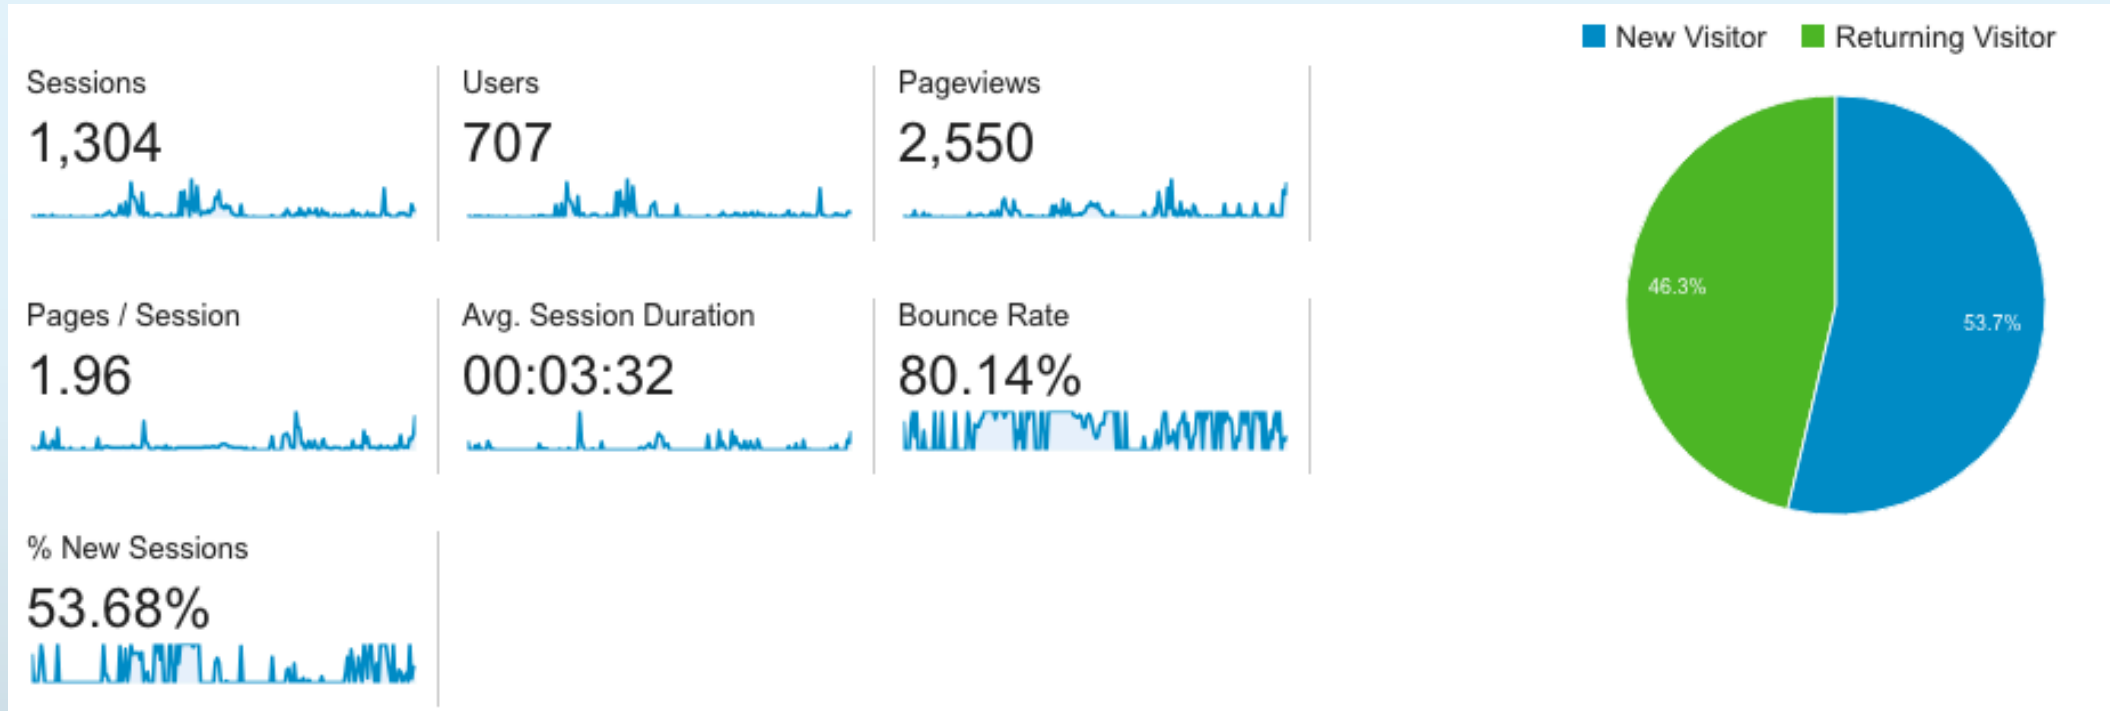 New Visitor
Returning Visitor
Sessions
1,304
Users
707
Pageviews
2,550
Pages / Session
1.96
Avg. Session Duration
00:03:32
Bounce Rate
80.14%
% New Sessions
53.68%
46.3%
53.7%